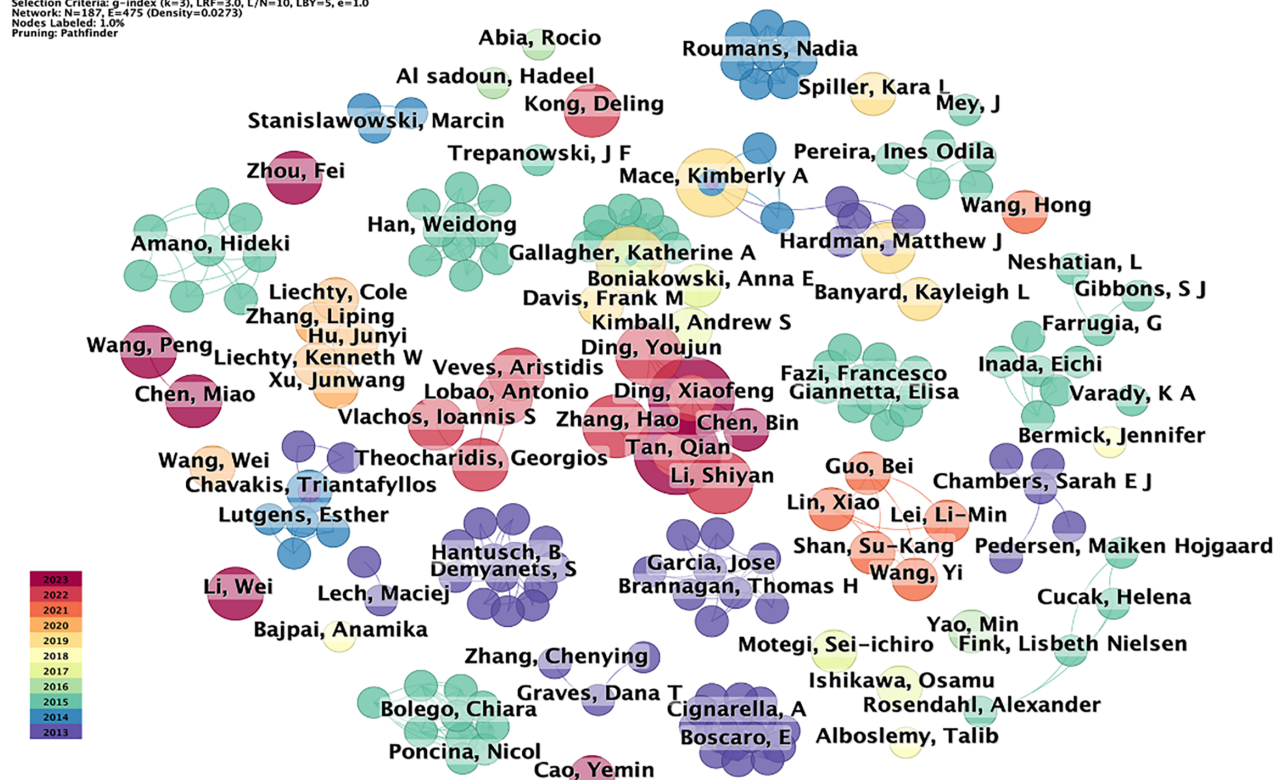 Selection Criteria: g-index (k=3), LRF=3.0, L/N=10, LBY=5, e=1.0
Network: N=187, E=475 (Density=0.0273)
Nodes Labeled: 1.0%
Pruning: Pathfinder
Abia, Rocio
Roumans, Nadia
Al sadoun, Hadeel
Spiller, Kara L
Kong, Deling
Mey, J
Stanislawowski, Marcin
Trepanowski, J F
Pereira, Ines Odila
Zhou, Fei
Mace, Kimberly A
Wang, Hong
Han, Weidong
Amano, Hideki
Hardman, Matthew J
Gallagher, Katherine A
Neshatian, L
Boniakowski, Anna E
Gibbons, S J
Liechty, Cole
Banyard, Kayleigh L
Davis, Frank M
Zhang, Liping
Kimball, Andrew S
Farrugia, G
Hu, Junyi
Wang, Peng
Ding, Youjun
Liechty, Kenneth W
Inada, Eichi
Veves, Aristidis
Fazi, Francesco
Xu, Junwang
Lobao, Antonio
Ding, Xiaofeng
Giannetta, Elisa
Chen, Miao
Varady, K A
Vlachos, Ioannis S
Zhang, Hao
Chen, Bin
Bermick, Jennifer
Tan, Qian
Wang, Wei
Theocharidis, Georgios
Guo, Bei
Li, Shiyan
Chavakis, Triantafyllos
Chambers, Sarah E J
Lin, Xiao
Lutgens, Esther
Lei, Li-Min
Shan, Su-Kang
Pedersen, Maiken Hojgaard
Hantusch, B
Garcia, Jose
Demyanets, S
Wang, Yi
Li, Wei
Brannagan, Thomas H
Lech, Maciej
Cucak, Helena
Yao, Min
Bajpai, Anamika
Motegi, Sei-ichiro
Fink, Lisbeth Nielsen
Zhang, Chenying
Ishikawa, Osamu
Graves, Dana T
Rosendahl, Alexander
Bolego, Chiara
Cignarella, A
Boscaro, E
Alboslemy, Talib
Poncina, Nicol
Cao, Yemin
2023
2022
2021
2020
2019
2018
2017
2016
2015
2014
2013